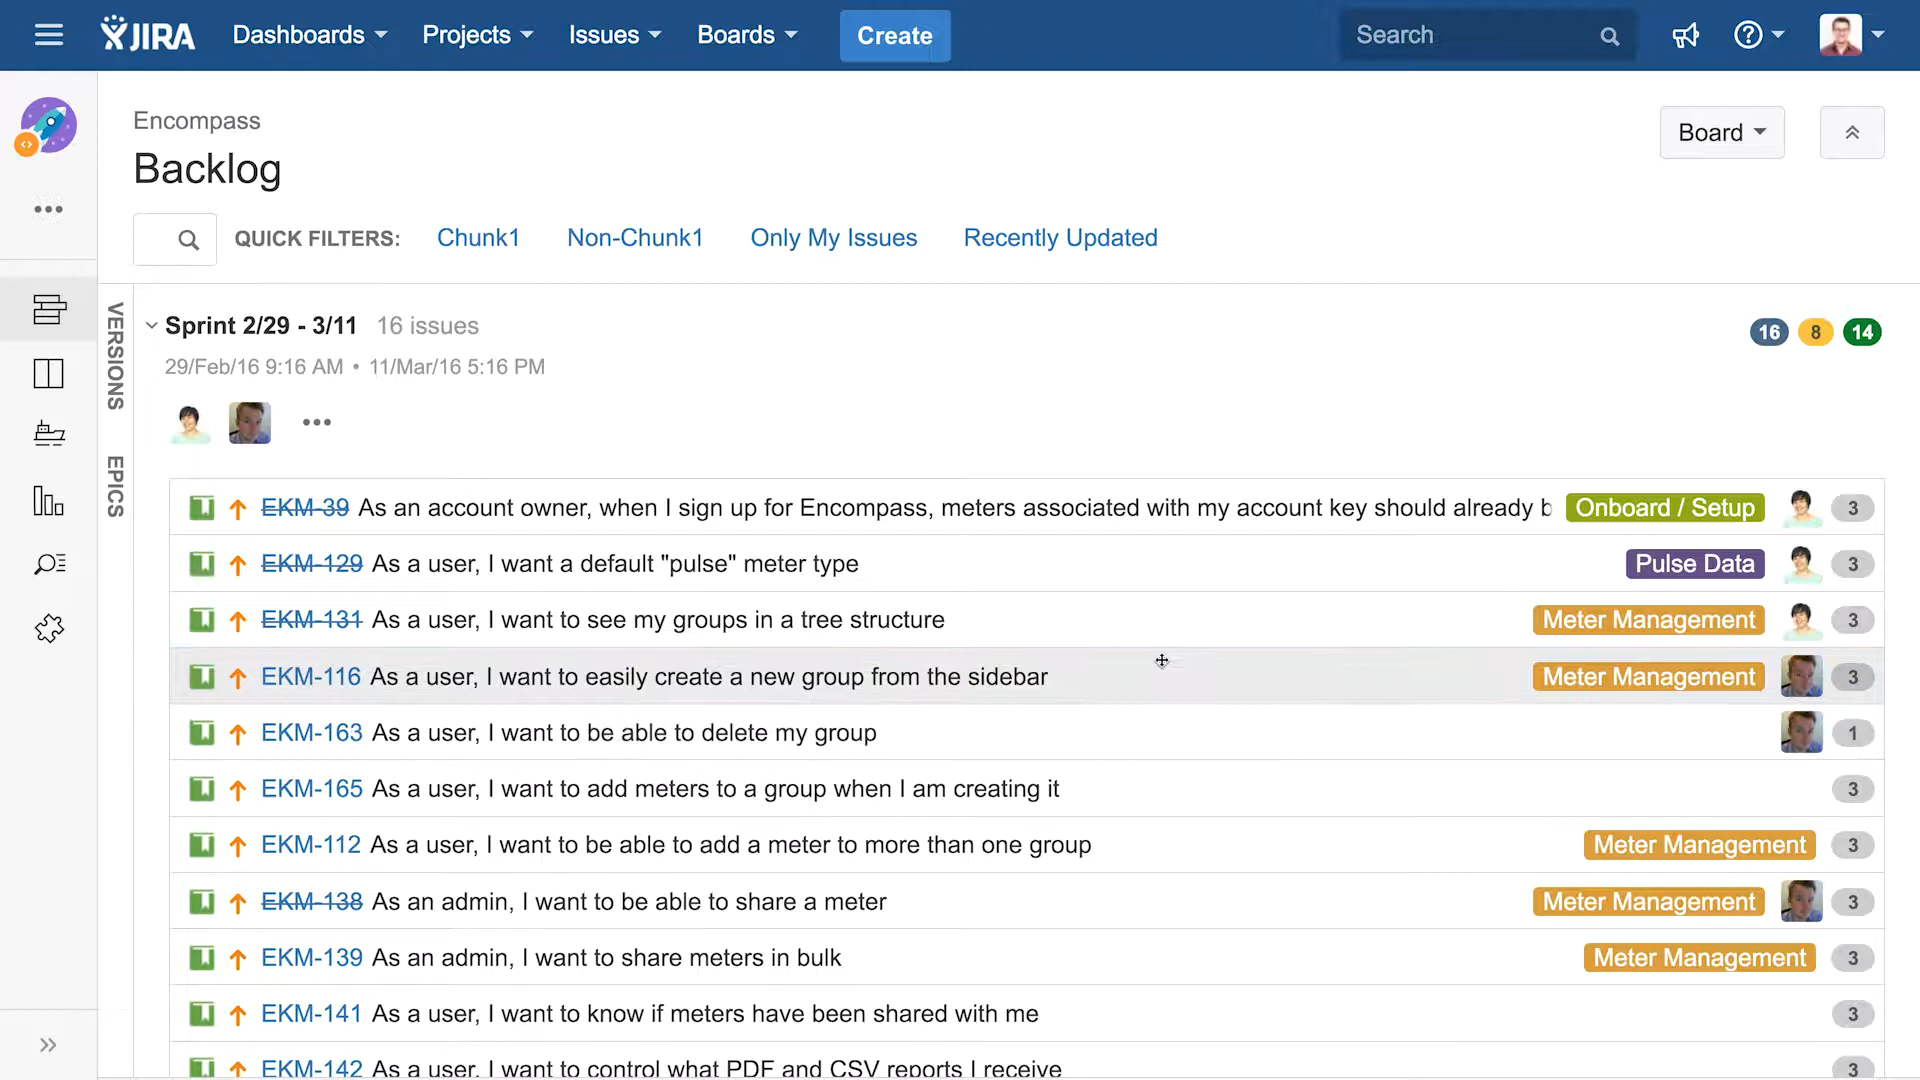 JIRA Dashboards Projects Issues Boards Create Search
Encompass
Backlog
Board
QUICK FILTERS: Chunk1 Non-Chunk1 Only My Issues Recently Updated
VERSIONS
EPICS
Sprint 2/29 - 3/11 16 issues 16 8 14
29/Feb/16 9:16 AM • 11/Mar/16 5:16 PM
EKM-39 As an account owner, when I sign up for Encompass, meters associated with my account key should already b Onboard / Setup 3
EKM-129 As a user, I want a default "pulse" meter type Pulse Data 3
EKM-131 As a user, I want to see my groups in a tree structure Meter Management 3
EKM-116 As a user, I want to easily create a new group from the sidebar Meter Management 3
EKM-163 As a user, I want to be able to delete my group 1
EKM-165 As a user, I want to add meters to a group when I am creating it 3
EKM-112 As a user, I want to be able to add a meter to more than one group Meter Management 3
EKM-138 As an admin, I want to be able to share a meter Meter Management 3
EKM-139 As an admin, I want to share meters in bulk Meter Management 3
EKM-141 As a user, I want to know if meters have been shared with me 3
EKM-142 As a user, I want to control what PDF and CSV reports I receive 3